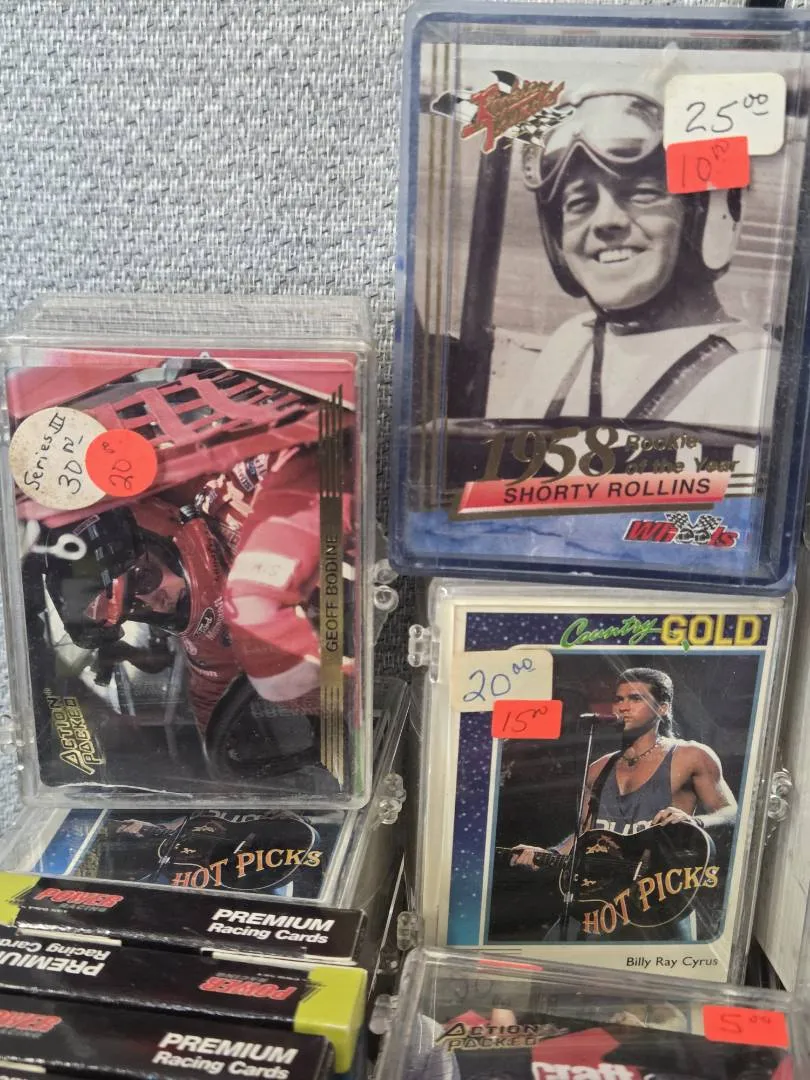 25.00
10.00
1958 Rookie
of the Year
SHORTY ROLLINS
Wheels
Series III
30.00
20.
GEOFF BODINE
ACTION
PACKED
Country GOLD
20.00
15.00
HOT PICKS
Billy Ray Cyrus
HOT PICKS
POWER
PREMIUM
Racing Cards
PREMIUM
Racing Cards
POWER
POWER
PREMIUM
Racing Cards
ACTION
PACKED
5.00
Craft